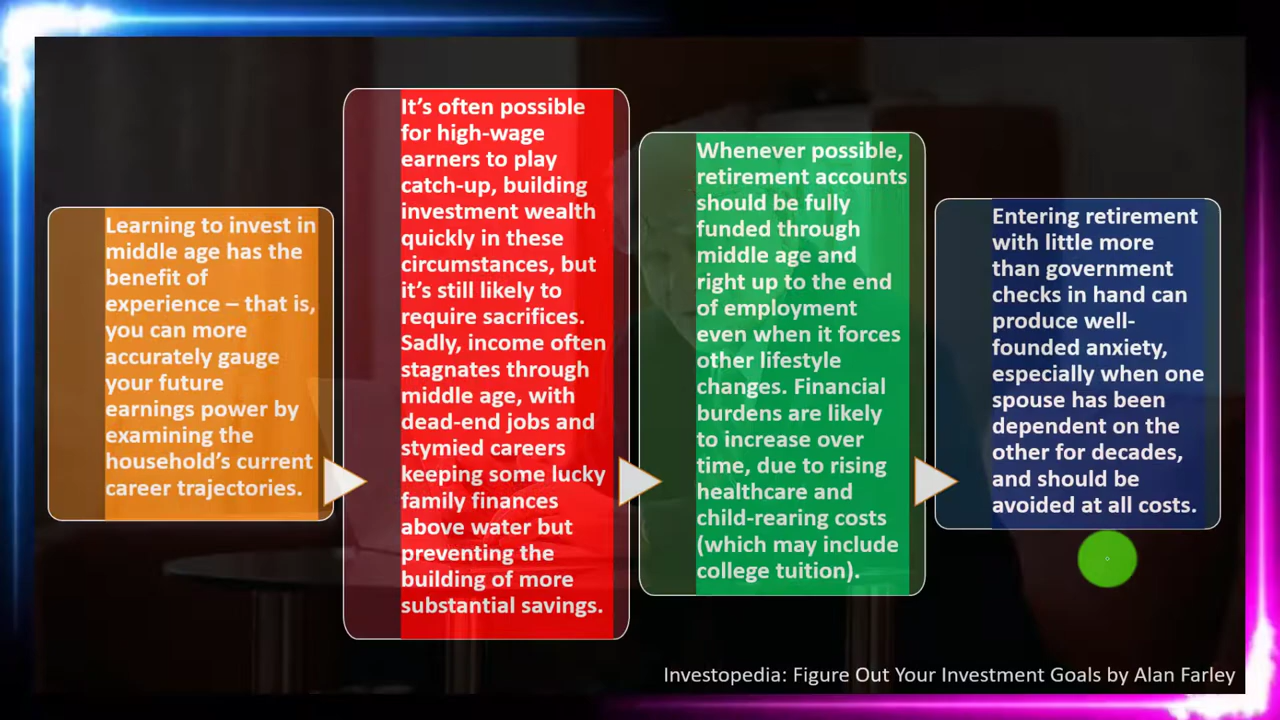 Learning to invest in
middle age has the
benefit of
experience – that is,
you can more
accurately gauge
your future
earnings power by
examining the
household’s current
career trajectories.
It’s often possible
for high-wage
earners to play
catch-up, building
investment wealth
quickly in these
circumstances, but
it’s still likely to
require sacrifices.
Sadly, income often
stagnates through
middle age, with
dead-end jobs and
stymied careers
keeping some lucky
family finances
above water but
preventing the
building of more
substantial savings.
Whenever possible,
retirement accounts
should be fully
funded through
middle age and
right up to the end
of employment
even when it forces
other lifestyle
changes. Financial
burdens are likely
to increase over
time, due to rising
healthcare and
child-rearing costs
(which may include
college tuition).
Entering retirement
with little more
than government
checks in hand can
produce well-
founded anxiety,
especially when one
spouse has been
dependent on the
other for decades,
and should be
avoided at all costs.
Investopedia: Figure Out Your Investment Goals by Alan Farley